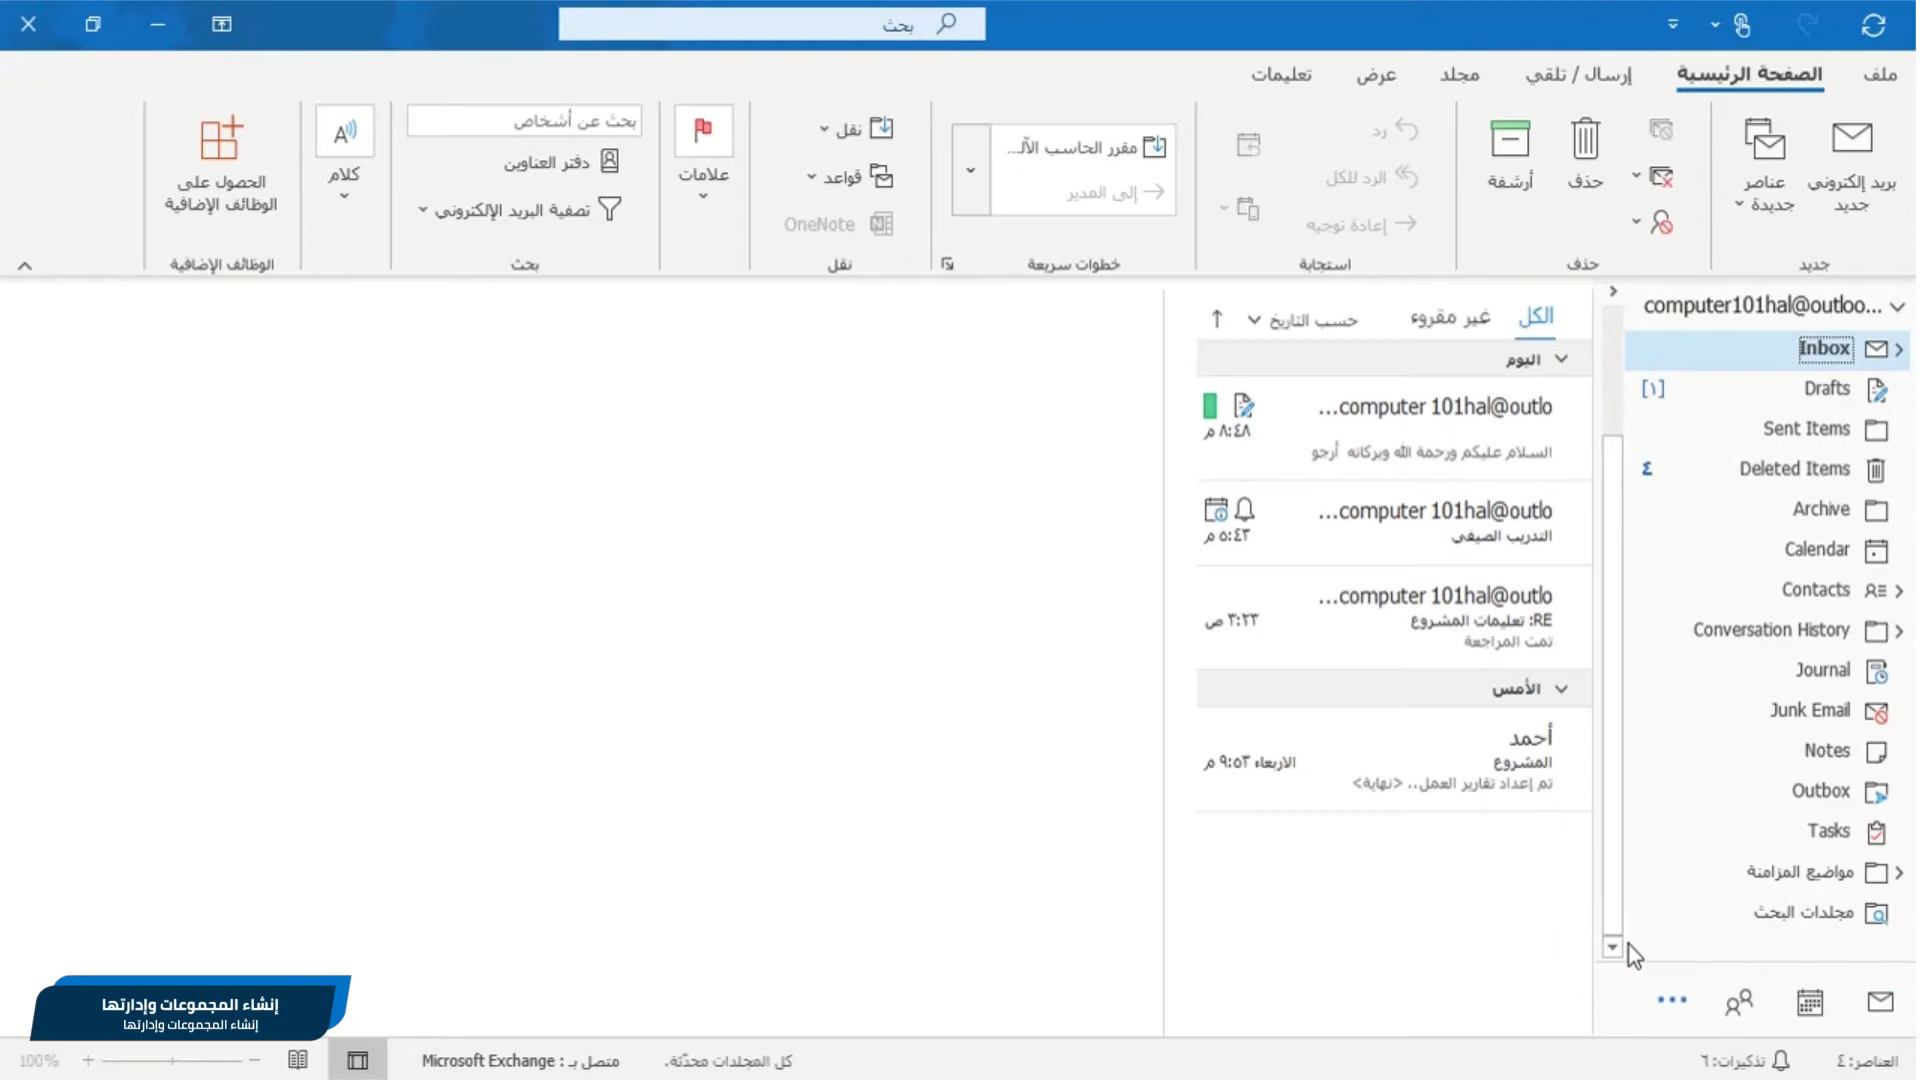 بحث
ملف
الصفحة الرئيسية
إرسال / تلقي
مجلد
عرض
تعليمات
بريد إلكتروني
جديد
عناصر
جديدة
جديد
حذف
أرشفة
حذف
رد
الرد للكل
إعادة توجيه
استجابة
مقرر الحاسب الآلـ...
إلى المدير
خطوات سريعة
نقل
قواعد
OneNote
نقل
علامات
بحث عن أشخاص
دفتر العناوين
تصفية البريد الإلكتروني
بحث
كلام
الحصول على
الوظائف الإضافية
الوظائف الإضافية
computer101hal@outloo...
Inbox
Drafts [١]
Sent Items
Deleted Items ٤
Archive
Calendar
Contacts
Conversation History
Journal
Junk Email
Notes
Outbox
Tasks
مواضيع المزامنة
مجلدات البحث
الكل
غير مقروء
حسب التاريخ
اليوم
computer 101hal@outlo...
٨:٤٨ م
السلام عليكم ورحمة الله وبركاته أرجو
computer 101hal@outlo...
التدريب الصيفي
٥:٤٣ م
computer 101hal@outlo...
RE: تعليمات المشروع
٣:٢٣ ص
تمت المراجعة
الأمس
أحمد
المشروع
الاربعاء ٩:٥٣ م
تم إعداد تقارير العمل.. <نهاية>
إنشاء المجموعات وإدارتها
إنشاء المجموعات وإدارتها
العناصر: ٤
تذكيرات: ٦
كل المجلدات محدّثة.
متصل بـ : Microsoft Exchange
100%